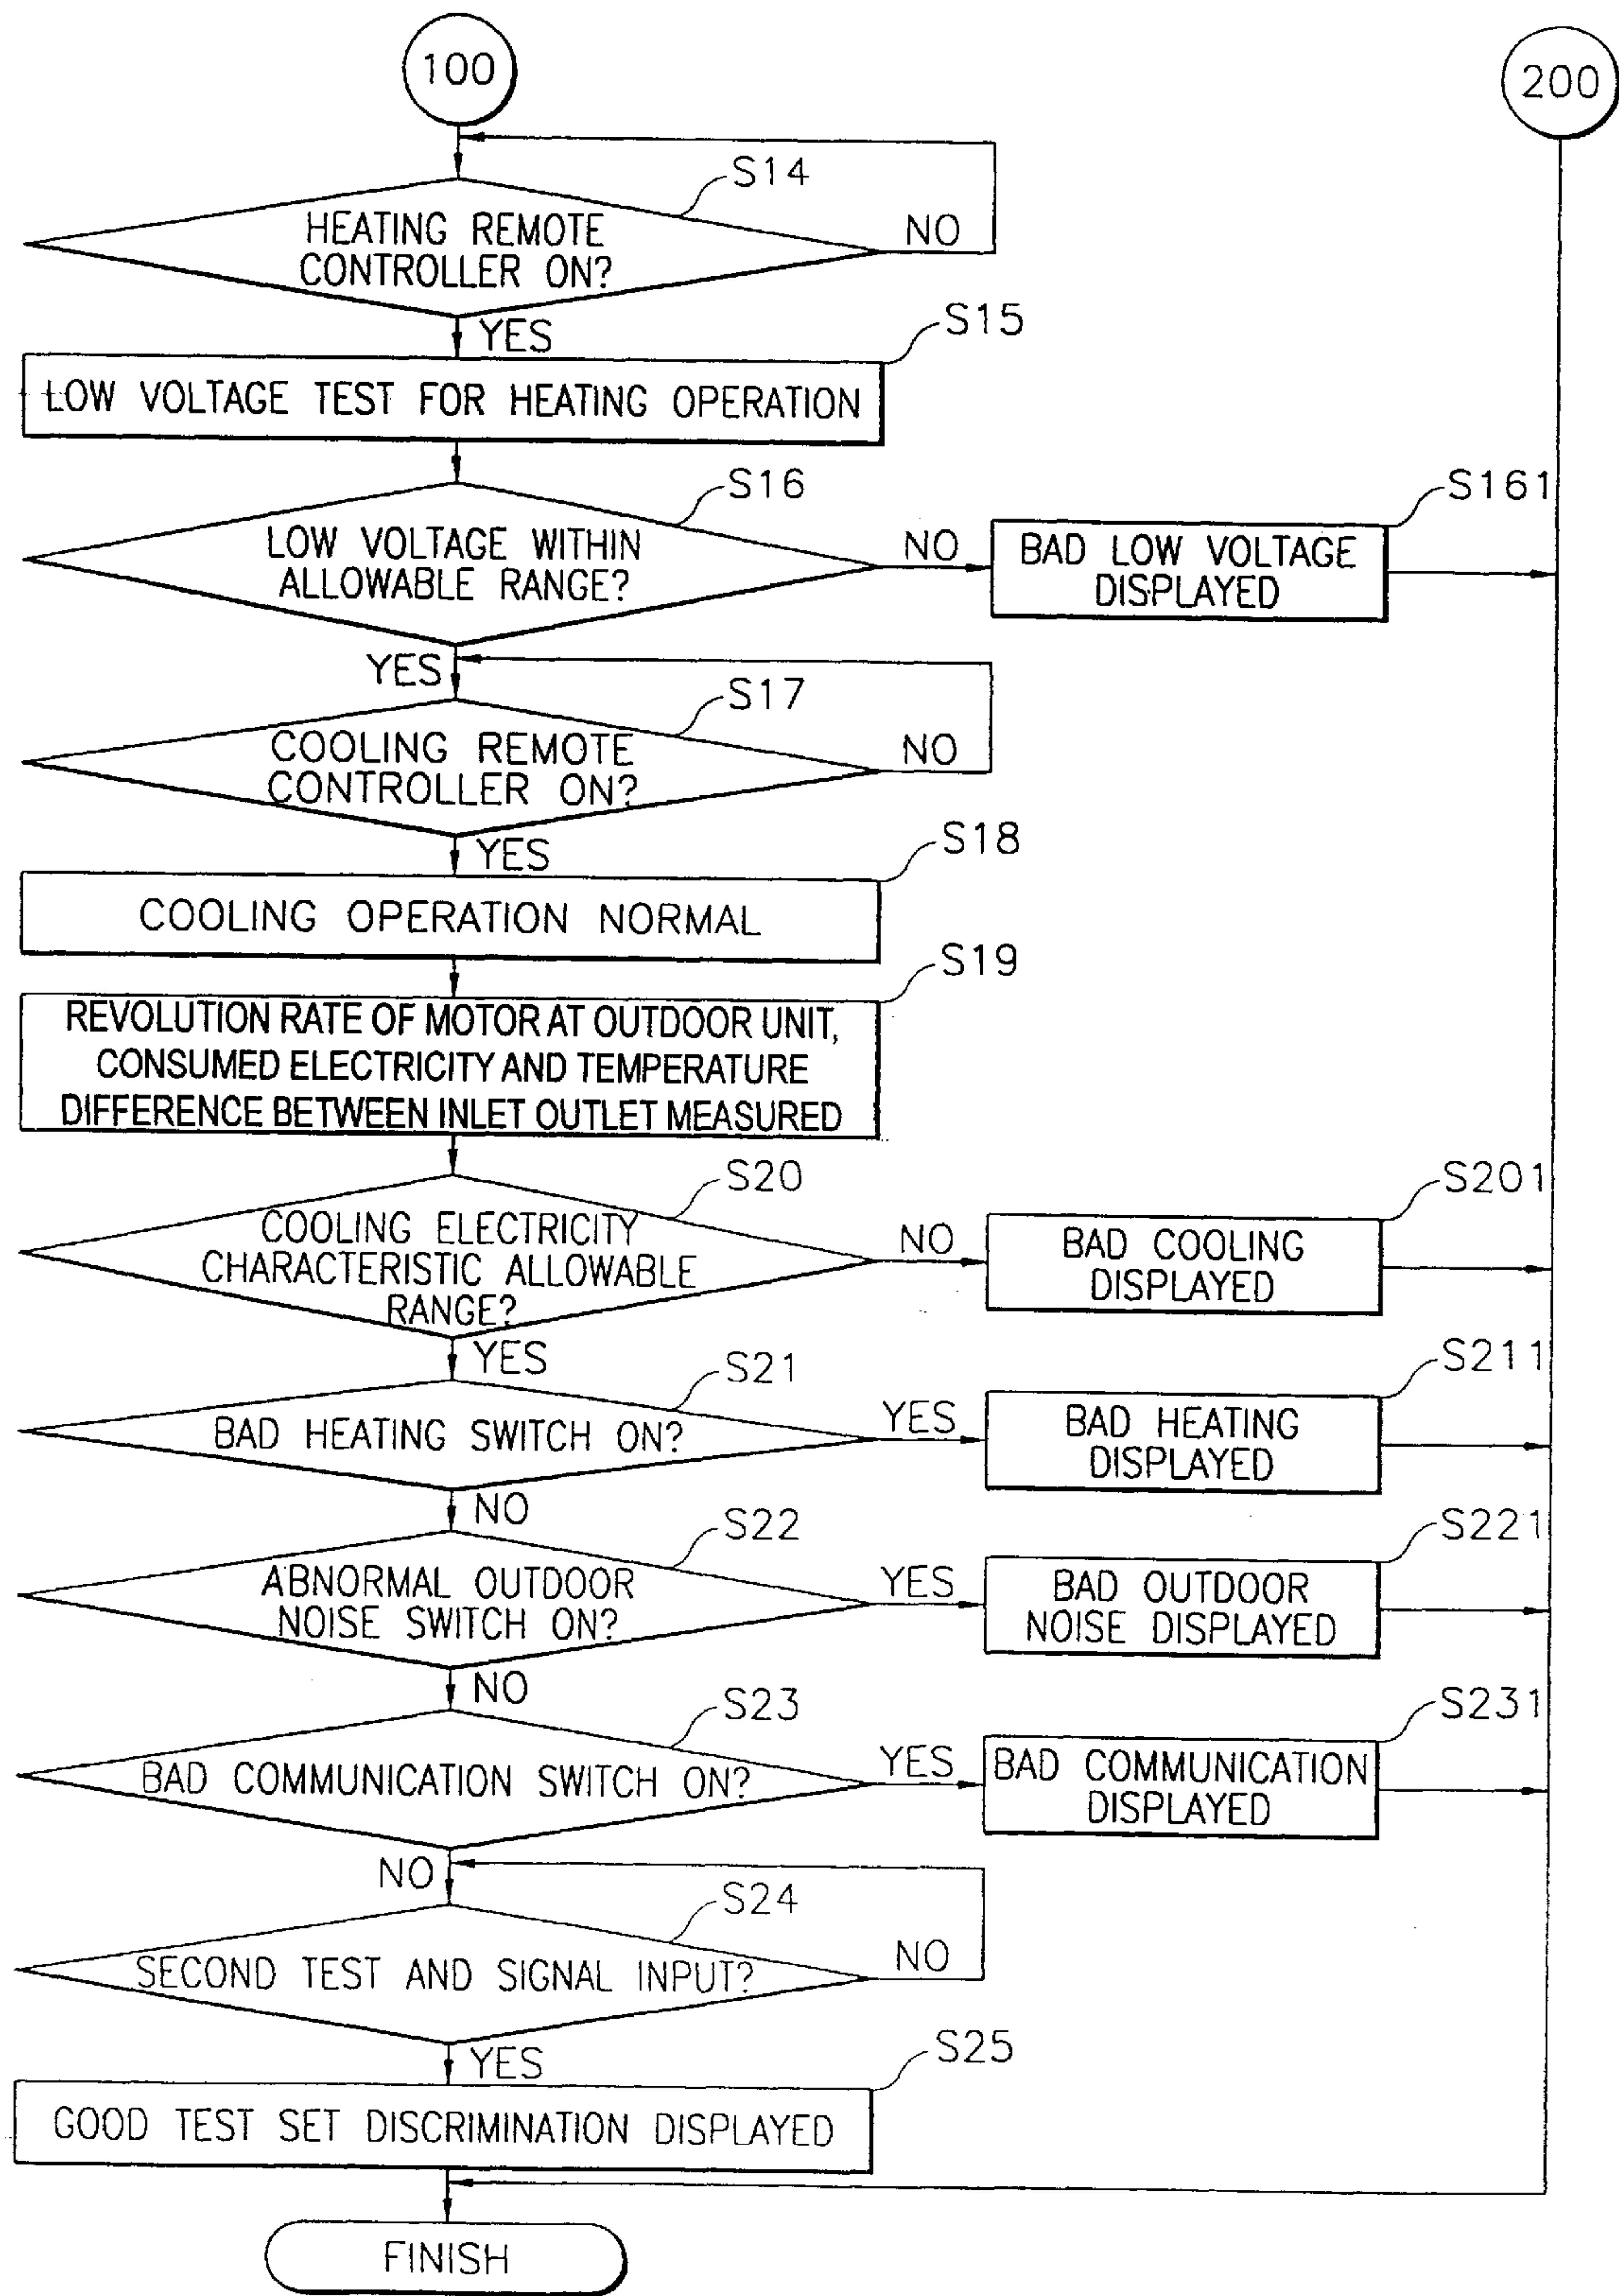 100
200
S14
HEATING REMOTE
CONTROLLER ON?
NO
YES
S15
LOW VOLTAGE TEST FOR HEATING OPERATION
S16
LOW VOLTAGE WITHIN
ALLOWABLE RANGE?
NO
S161
BAD LOW VOLTAGE
DISPLAYED
YES
S17
COOLING REMOTE
CONTROLLER ON?
NO
YES
S18
COOLING OPERATION NORMAL
S19
REVOLUTION RATE OF MOTOR AT OUTDOOR UNIT,
CONSUMED ELECTRICITY AND TEMPERATURE
DIFFERENCE BETWEEN INLET OUTLET MEASURED
S20
COOLING ELECTRICITY
CHARACTERISTIC ALLOWABLE
RANGE?
NO
S201
BAD COOLING
DISPLAYED
YES
S21
BAD HEATING SWITCH ON?
YES
S211
BAD HEATING
DISPLAYED
NO
S22
ABNORMAL OUTDOOR
NOISE SWITCH ON?
YES
S221
BAD OUTDOOR
NOISE DISPLAYED
NO
S23
BAD COMMUNICATION SWITCH ON?
YES
S231
BAD COMMUNICATION
DISPLAYED
NO
S24
SECOND TEST AND SIGNAL INPUT?
NO
YES
S25
GOOD TEST SET DISCRIMINATION DISPLAYED
FINISH